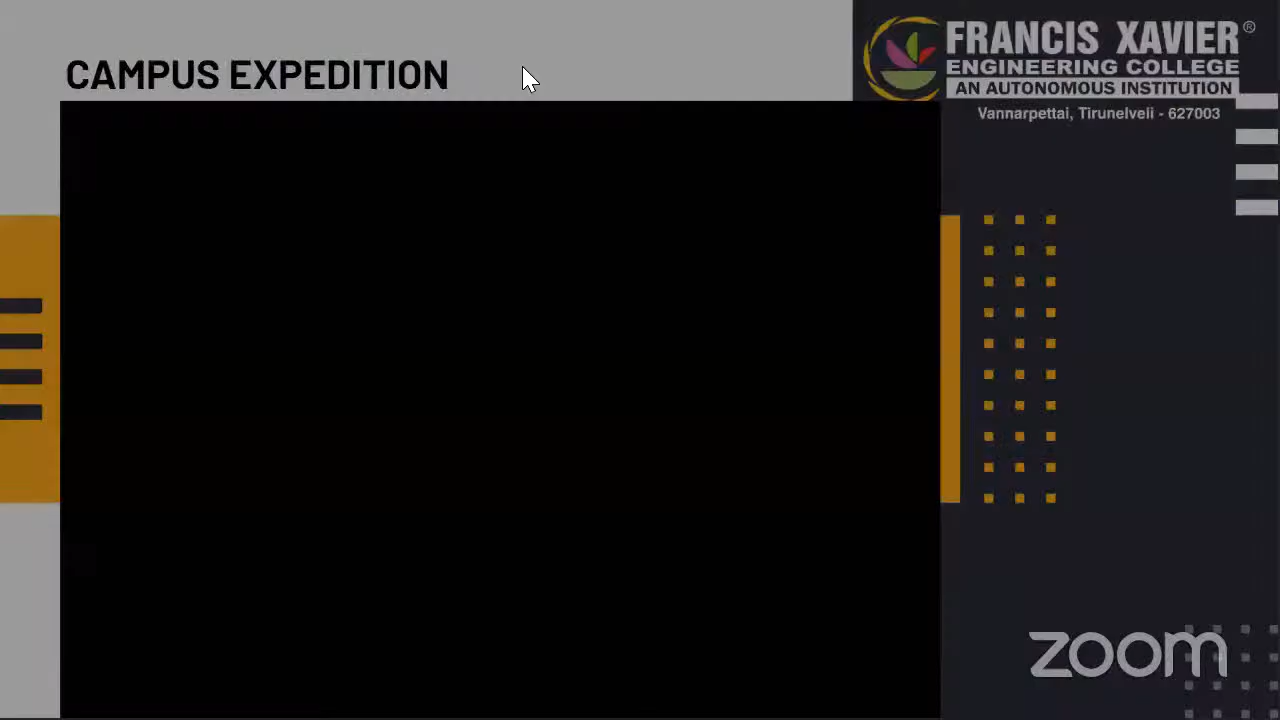 CAMPUS EXPEDITION
FRANCIS XAVIER®
ENGINEERING COLLEGE
AN AUTONOMOUS INSTITUTION
Vannarpettai, Tirunelveli - 627003
zoom